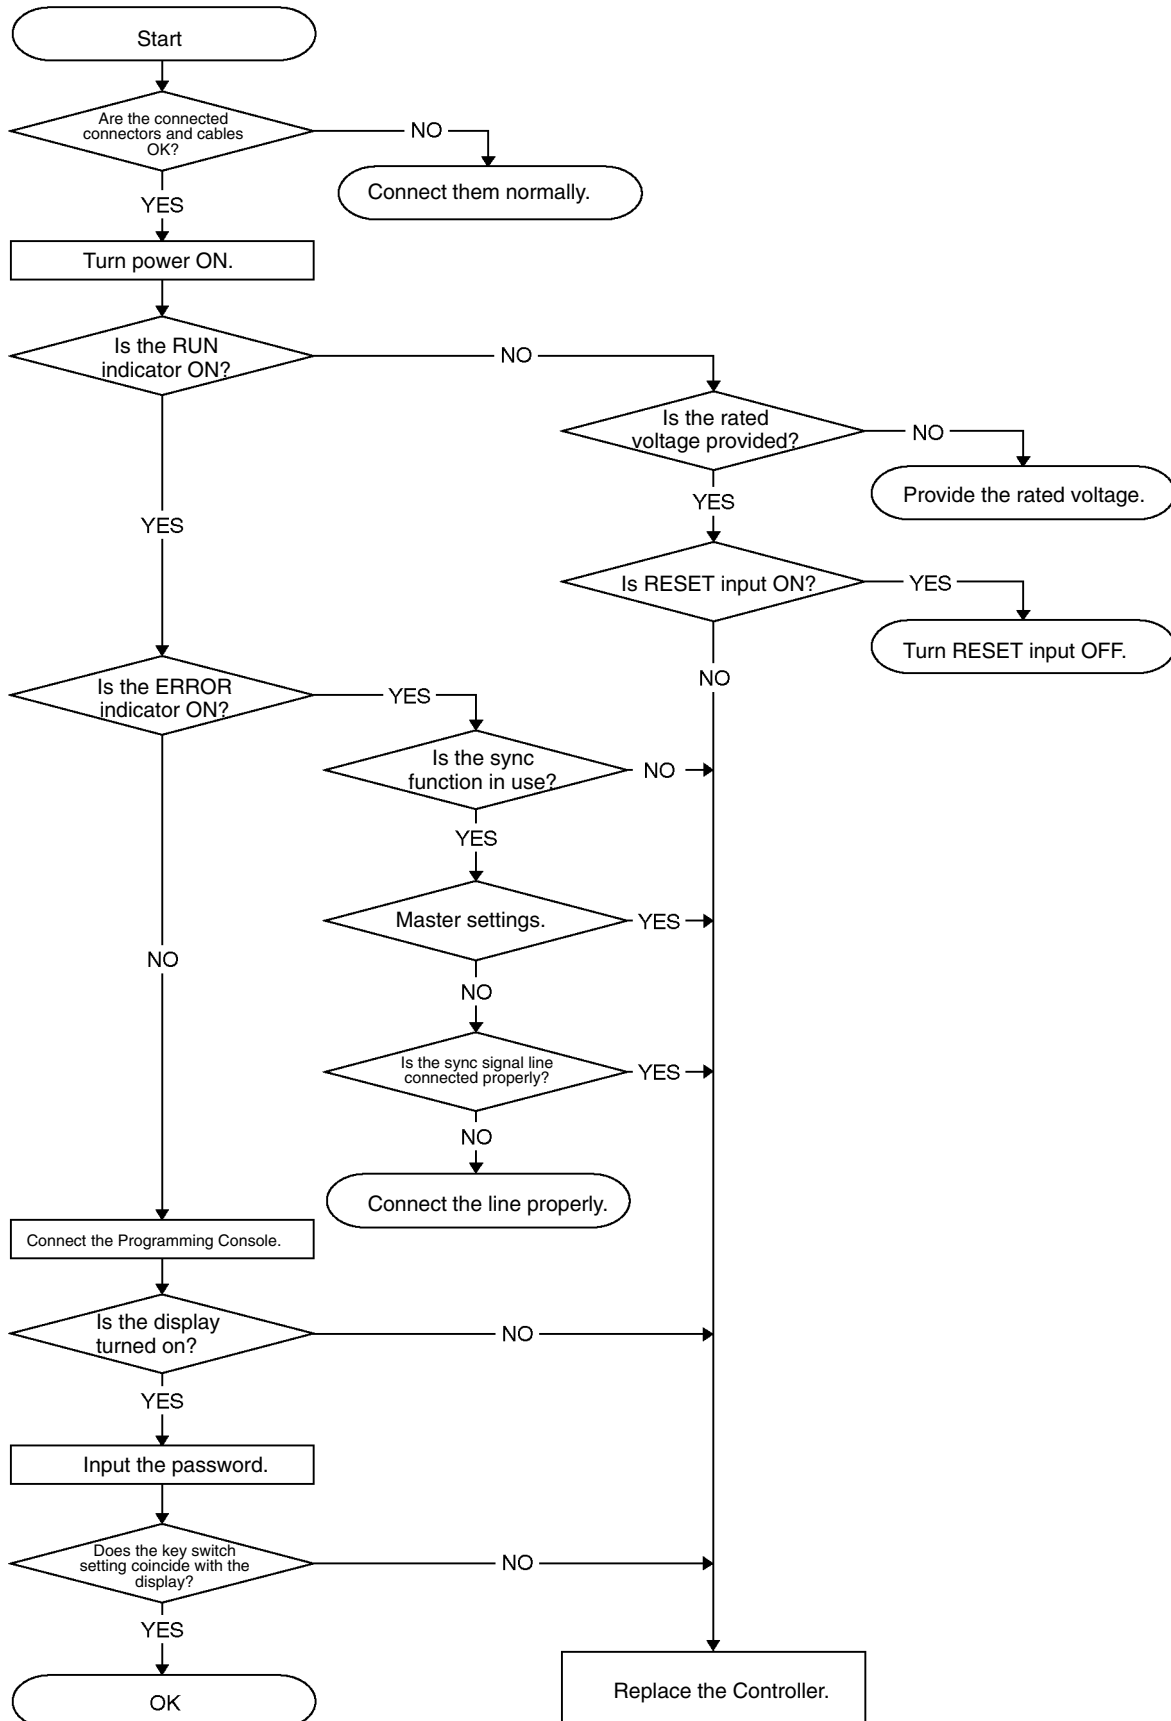 Start
Are the connected
connectors and cables
OK?
NO
Connect them normally.
YES
Turn power ON.
Is the RUN
indicator ON?
NO
Is the rated
voltage provided?
NO
Provide the rated voltage.
YES
YES
Is RESET input ON?
YES
Turn RESET input OFF.
NO
Is the ERROR
indicator ON?
YES
Is the sync
function in use?
NO
YES
Master settings.
YES
NO
NO
Is the sync signal line
connected properly?
YES
NO
Connect the line properly.
Connect the Programming Console.
Is the display
turned on?
NO
YES
Input the password.
Does the key switch
setting coincide with the
display?
NO
YES
OK
Replace the Controller.